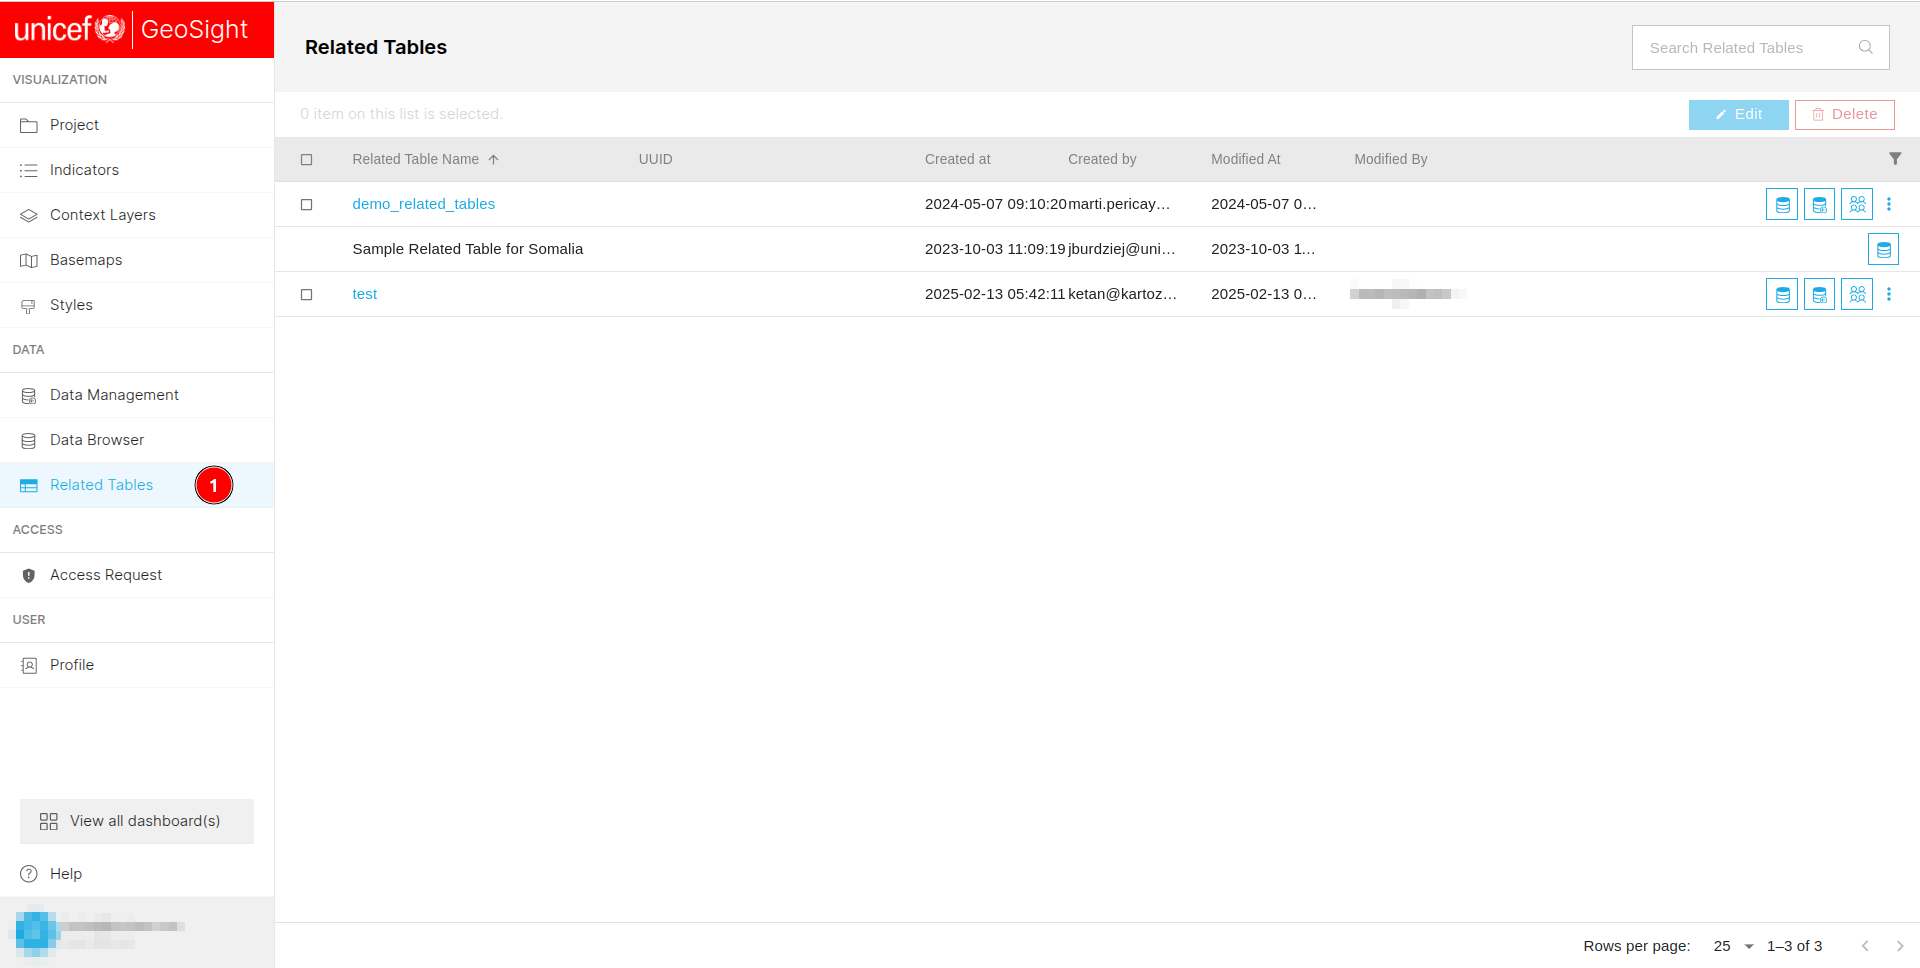 unicef GeoSight
VISUALIZATION
Project
Indicators
Context Layers
Basemaps
Styles
DATA
Data Management
Data Browser
Related Tables 1
ACCESS
Access Request
USER
Profile
View all dashboard(s)
Help
Related Tables
Search Related Tables
0 item on this list is selected.
Edit Delete
Related Table Name UUID Created at Created by Modified At Modified By
demo_related_tables 2024-05-07 09:10:20 marti.pericay... 2024-05-07 0...
Sample Related Table for Somalia 2023-10-03 11:09:19 jburdziej@uni... 2023-10-03 1...
test 2025-02-13 05:42:11 ketan@kartoz... 2025-02-13 0...
Rows per page: 25 1–3 of 3